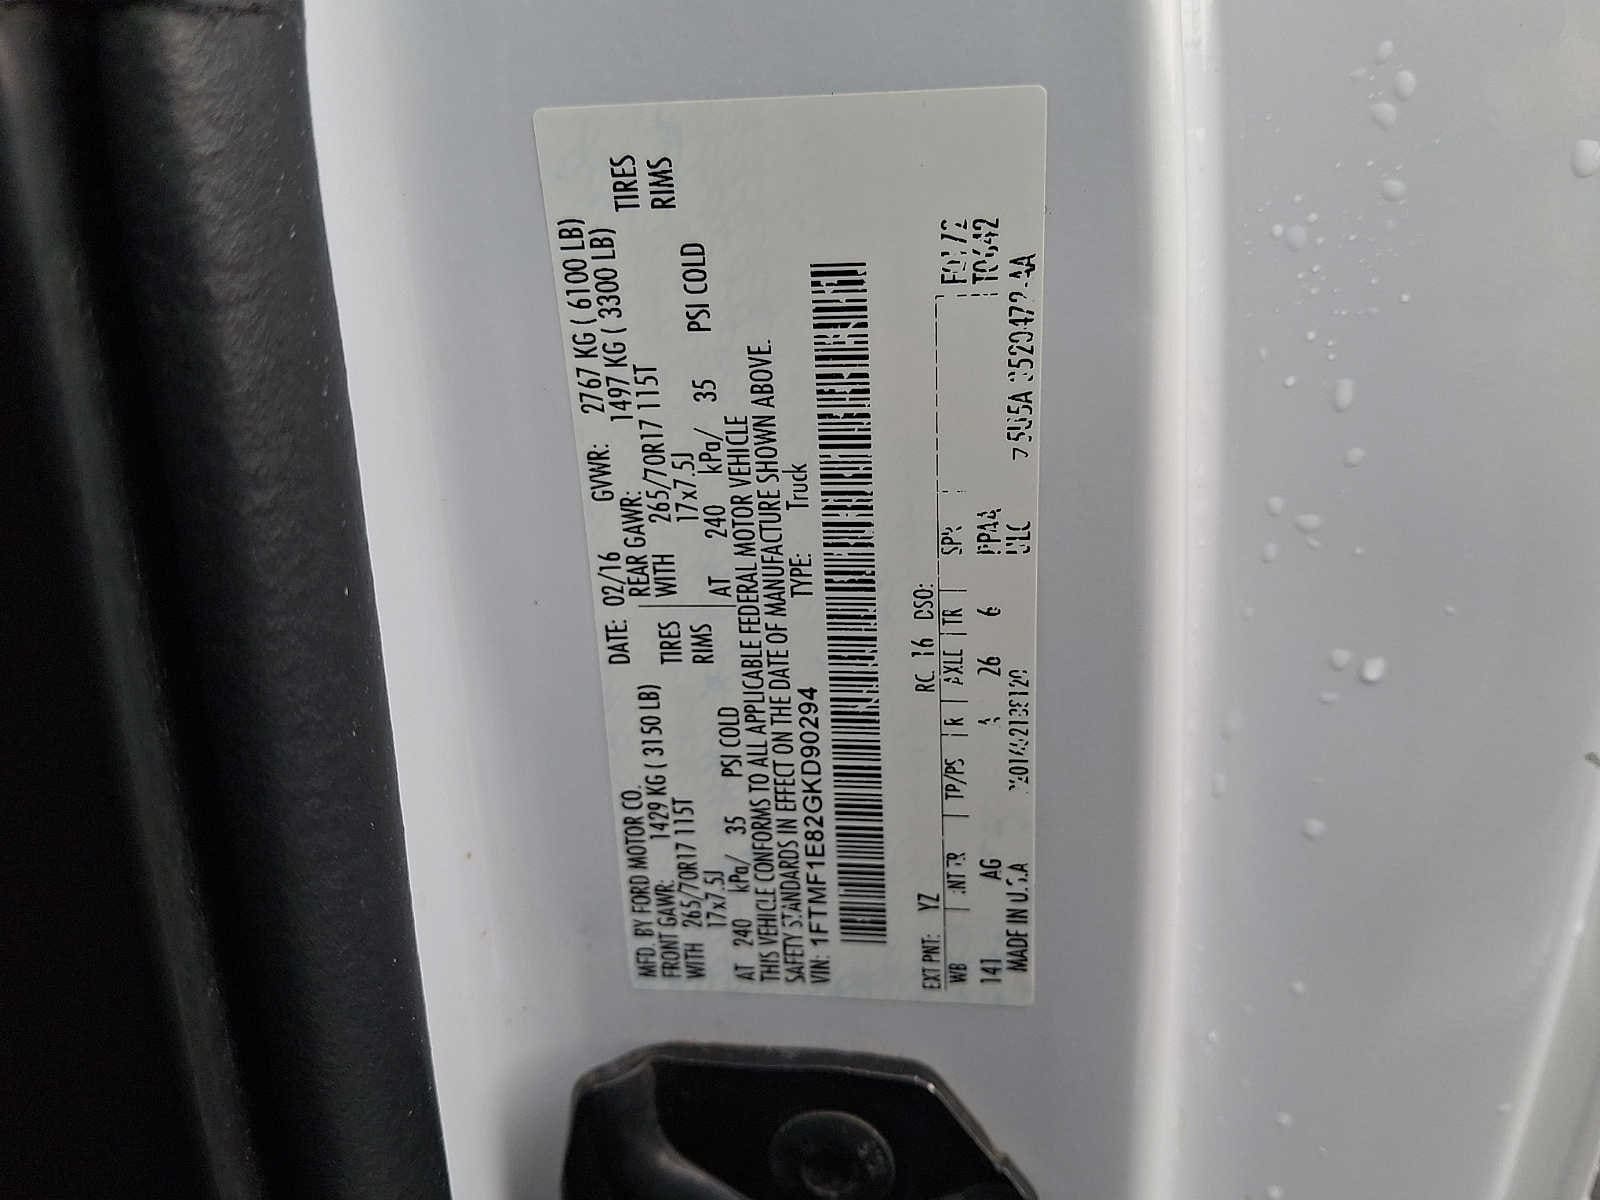 MFD. BY FORD MOTOR CO.
DATE: 02/16 GVWR: 2767 KG ( 6100 LB)
FRONT GAWR: 1429 KG ( 3150 LB) REAR GAWR: 1497 KG ( 3300 LB)
WITH 265/70R17 115T TIRES WITH 265/70R17 115T TIRES
17x7.5J RIMS 17x7.5J RIMS
AT 240 kPa/ 35 PSI COLD AT 240 kPa/ 35 PSI COLD
THIS VEHICLE CONFORMS TO ALL APPLICABLE FEDERAL MOTOR VEHICLE
SAFETY STANDARDS IN EFFECT ON THE DATE OF MANUFACTURE SHOWN ABOVE.
VIN: 1FTMF1E82GKD90294 TYPE: Truck
EXT PNT: YZ RC: 16 DSO:
WB INT TR TP/PS R AXLE TR SPR
141 AG 26 6
MADE IN U.S.A